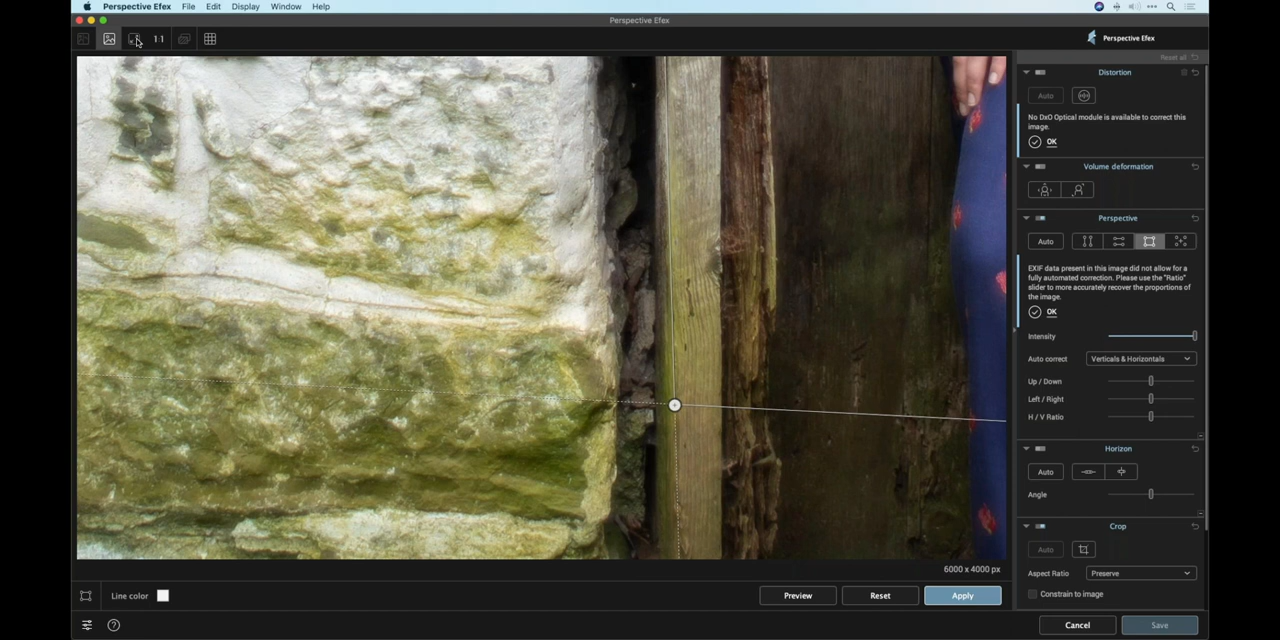 Perspective Efex File Edit Display Window Help
Perspective Efex
1:1
Perspective Efex
Reset all
Distortion
Auto
No DxO Optical module is available to correct this
image.
OK
Volume deformation
Perspective
Auto
EXIF data present in this image did not allow for a
fully automated correction. Please use the "Ratio"
slider to more accurately recover the proportions of
the image.
OK
Intensity
Auto correct Verticals & Horizontals
Up / Down
Left / Right
H / V Ratio
Horizon
Auto
Angle
Crop
Auto
Aspect Ratio Preserve
Constrain to image
6000 x 4000 px
Line color Preview Reset Apply
Cancel Save